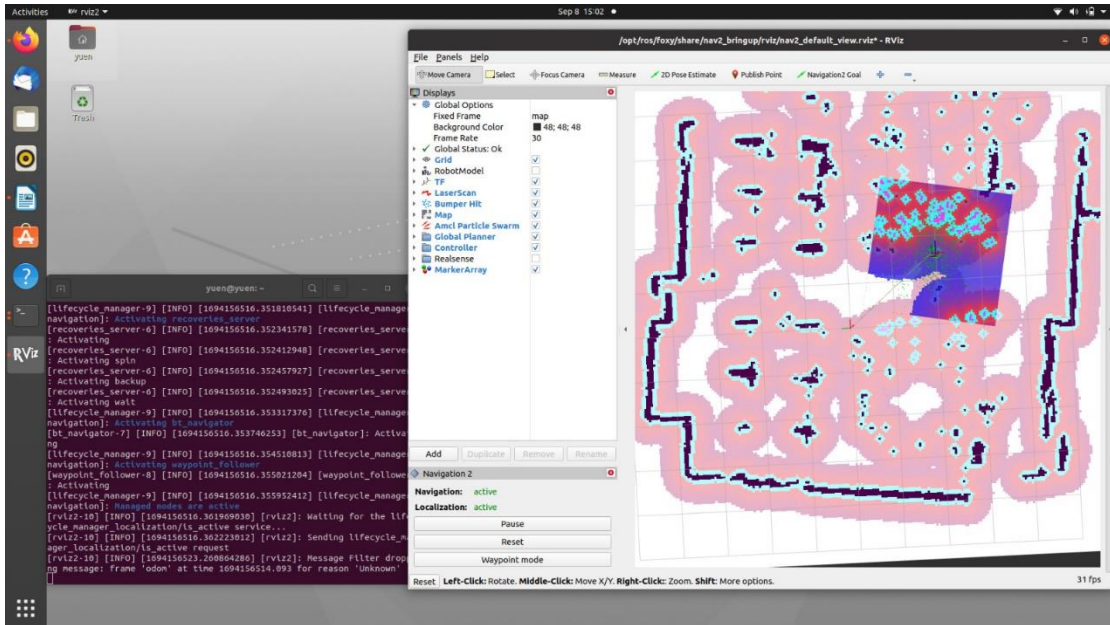 Activities
rviz2
Sep 8 15:02
yuen
Trash
/opt/ros/foxy/share/nav2_bringup/rviz/nav2_default_view.rviz* - RViz
File Panels Help
Move Camera Select Focus Camera Measure 2D Pose Estimate Publish Point Navigation2 Goal
Displays
Global Options
Fixed Frame map
Background Color 48; 48; 48
Frame Rate 30
Global Status: Ok
Grid
RobotModel
TF
LaserScan
Bumper Hit
Map
Amcl Particle Swarm
Global Planner
Controller
Realsense
MarkerArray
Add Duplicate Remove Rename
Navigation 2
Navigation: active
Localization: active
Pause
Reset
Waypoint mode
Reset Left-Click: Rotate. Middle-Click: Move X/Y. Right-Click: Zoom. Shift: More options.
31 fps
RViz
yuen@yuen: ~
[lifecycle_manager-9] [INFO] [1694156516.351810541] [lifecycle_manage
navigation]: Activating recoveries_server
[recoveries_server-6] [INFO] [1694156516.352341578] [recoveries_serve
: Activating
[recoveries_server-6] [INFO] [1694156516.352412948] [recoveries_serve
: Activating spin
[recoveries_server-6] [INFO] [1694156516.352457927] [recoveries_serve
: Activating backup
[recoveries_server-6] [INFO] [1694156516.352493025] [recoveries_serve
: Activating wait
[lifecycle_manager-9] [INFO] [1694156516.353317376] [lifecycle_manage
navigation]: Activating bt_navigator
[bt_navigator-7] [INFO] [1694156516.353746253] [bt_navigator]: Activa
ng
[lifecycle_manager-9] [INFO] [1694156516.354510813] [lifecycle_manage
navigation]: Activating waypoint_follower
[waypoint_follower-8] [INFO] [1694156516.355021204] [waypoint_followe
: Activating
[lifecycle_manager-9] [INFO] [1694156516.355952412] [lifecycle_manage
navigation]: Managed nodes are active
[rviz2-10] [INFO] [1694156516.361969030] [rviz2]: Waiting for the lif
ycle_manager_localization/is_active service...
[rviz2-10] [INFO] [1694156516.362223012] [rviz2]: Sending lifecycle_m
ager_localization/is_active request
[rviz2-10] [INFO] [1694156523.260864286] [rviz2]: Message Filter drop
ng message: frame 'odom' at time 1694156514.093 for reason 'Unknown'